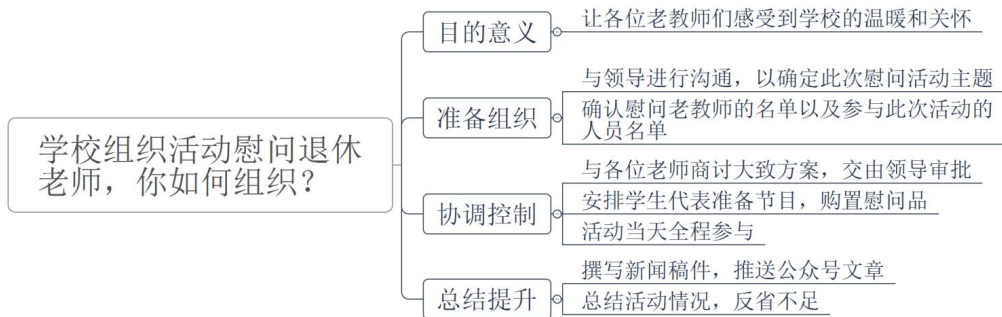 学校组织活动慰问退休
老师，你如何组织？
目的意义
让各位老教师们感受到学校的温暖和关怀
准备组织
与领导进行沟通，以确定此次慰问活动主题
确认慰问老教师的名单以及参与此次活动的
人员名单
协调控制
与各位老师商讨大致方案，交由领导审批
安排学生代表准备节目，购置慰问品
活动当天全程参与
总结提升
撰写新闻稿件，推送公众号文章
总结活动情况，反省不足